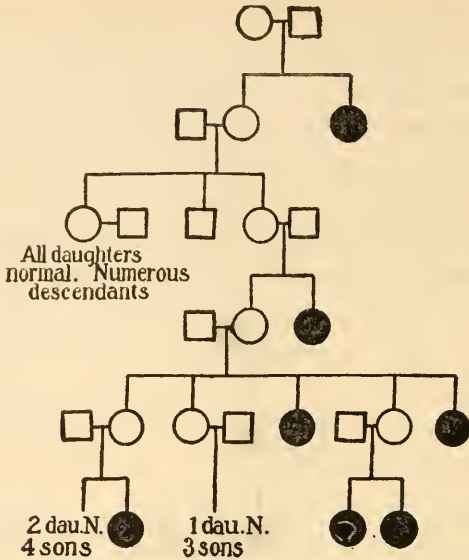 All daughters
normal. Numerous
descendants
2 dau.N.
4 sons
1 dau.N.
3 sons